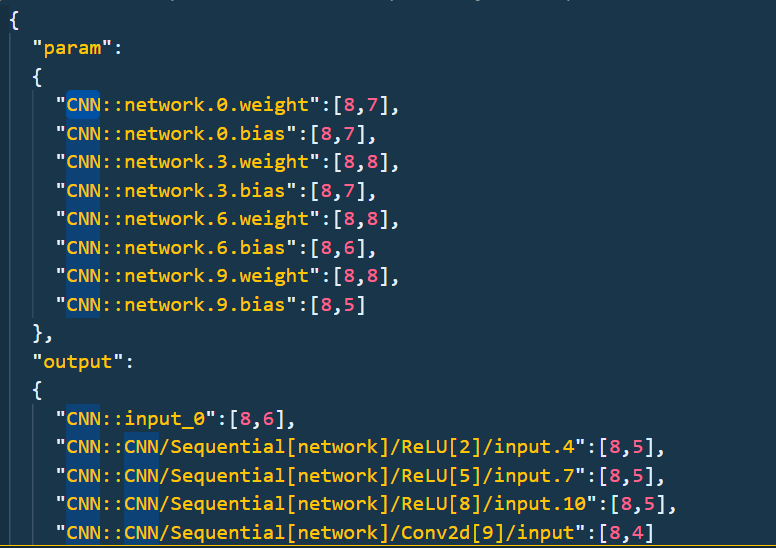 {
"param":
{
"CNN::network.0.weight":[8,7],
"CNN::network.0.bias":[8,7],
"CNN::network.3.weight":[8,8],
"CNN::network.3.bias":[8,7],
"CNN::network.6.weight":[8,8],
"CNN::network.6.bias":[8,6],
"CNN::network.9.weight":[8,8],
"CNN::network.9.bias":[8,5]
},
"output":
{
"CNN::input_0":[8,6],
"CNN::CNN/Sequential[network]/ReLU[2]/input.4":[8,5],
"CNN::CNN/Sequential[network]/ReLU[5]/input.7":[8,5],
"CNN::CNN/Sequential[network]/ReLU[8]/input.10":[8,5],
"CNN::CNN/Sequential[network]/Conv2d[9]/input":[8,4]